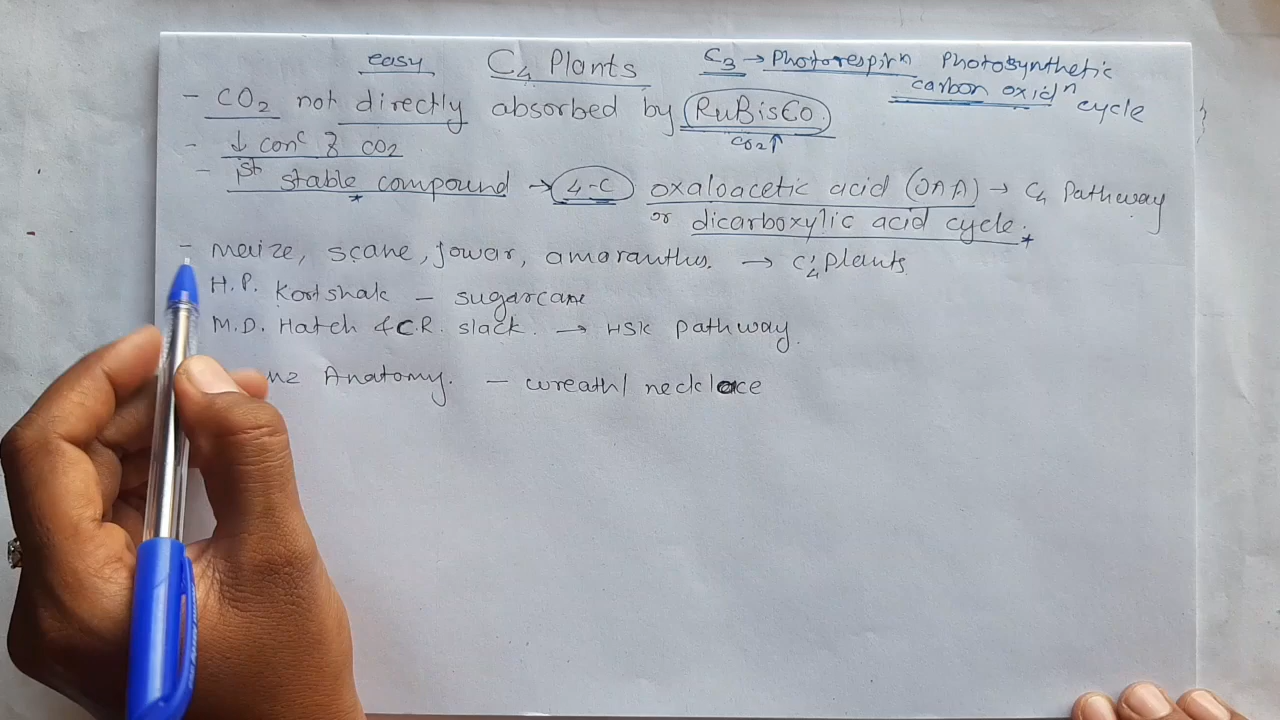 easy C4 Plants C3 → Photorespirn Photosynthetic
carbon oxidn cycle
- CO2 not directly absorbed by RuBisCo.
CO2↑
- ↓ concn of CO2
- 1st stable compound → 4-C oxaloacetic acid (OAA) → C4 Pathway
or dicarboxylic acid cycle.
- maize, scane, jowar, amaranthus. → C4 plants
H.P. Kortshak - sugarcane
M.D. Hatch & C.R. slack. → HSK pathway.
Anatomy. - wreath/ necklace